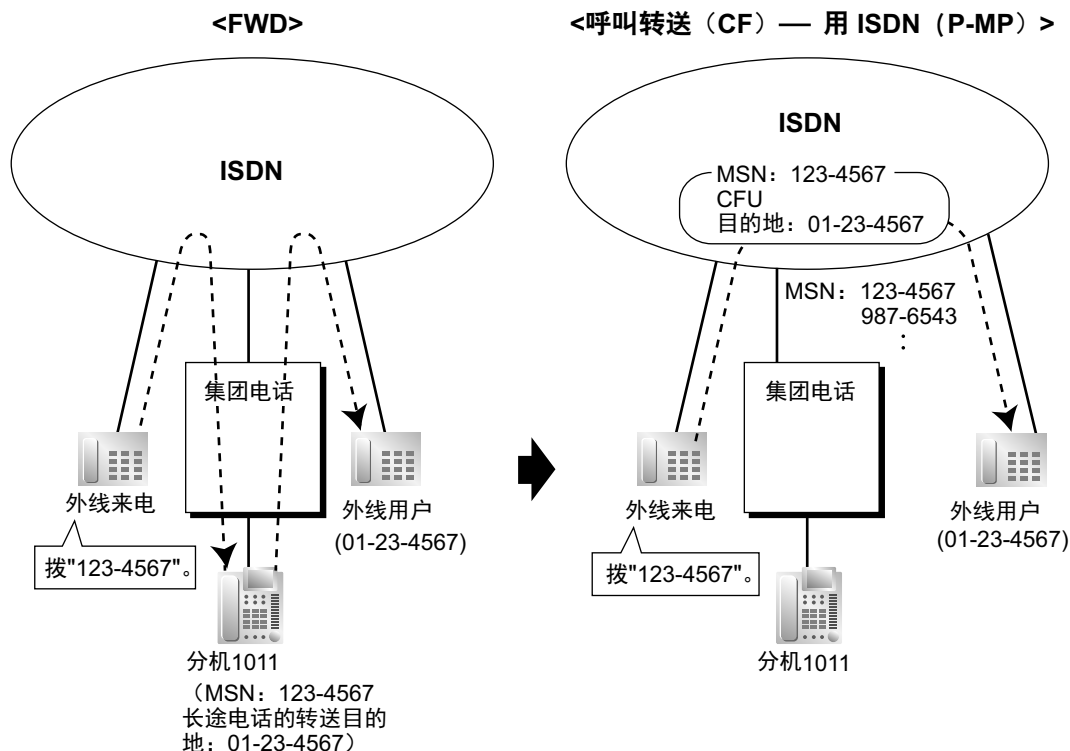 <FWD>
ISDN
集团电话
外线来电
拨"123-4567"。
外线用户
(01-23-4567)
分机1011
（MSN：123-4567
长途电话的转送目的
地：01-23-4567）
<呼叫转送（CF）— 用 ISDN（P-MP）>
ISDN
MSN：123-4567
CFU
目的地：01-23-4567
MSN：123-4567
987-6543
⋮
集团电话
外线来电
拨"123-4567"。
外线用户
(01-23-4567)
分机1011